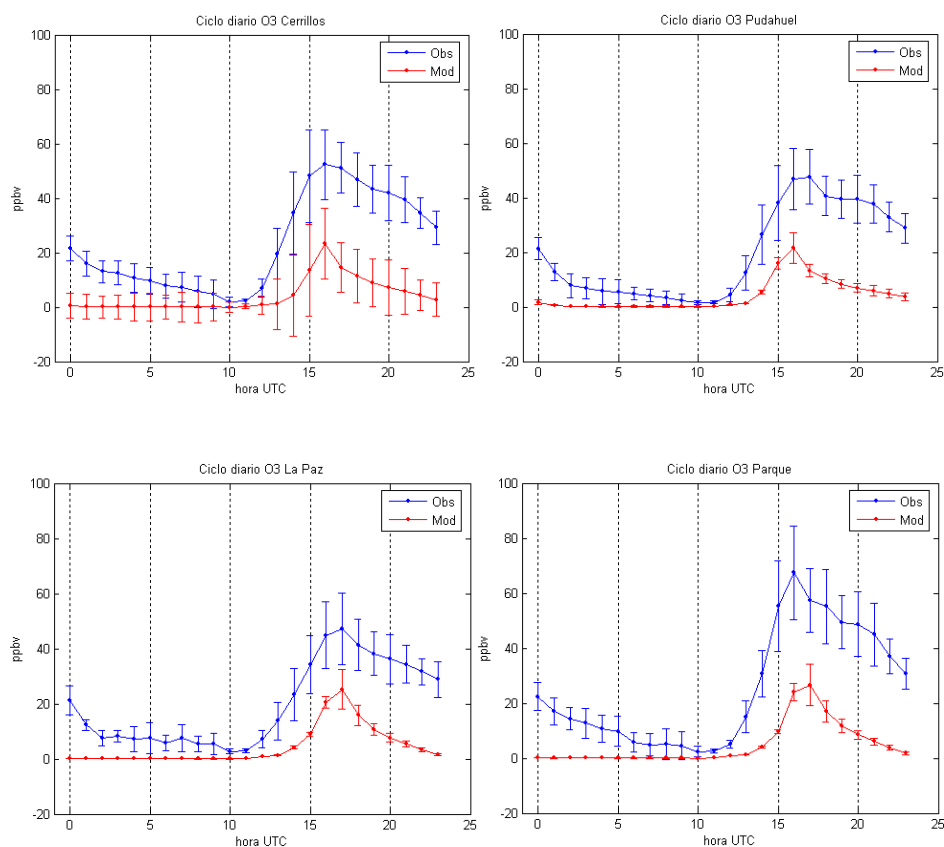 Ciclo diario O3 Cerrillos
100
80
60
40
20
0
-20
ppbv
Obs
Mod
0 5 10 15 20 25
hora UTC
Ciclo diario O3 Pudahuel
100
80
60
40
20
0
-20
ppbv
Obs
Mod
0 5 10 15 20 25
hora UTC
Ciclo diario O3 La Paz
100
80
60
40
20
0
-20
ppbv
Obs
Mod
0 5 10 15 20 25
hora UTC
Ciclo diario O3 Parque
100
80
60
40
20
0
-20
ppbv
Obs
Mod
0 5 10 15 20 25
hora UTC